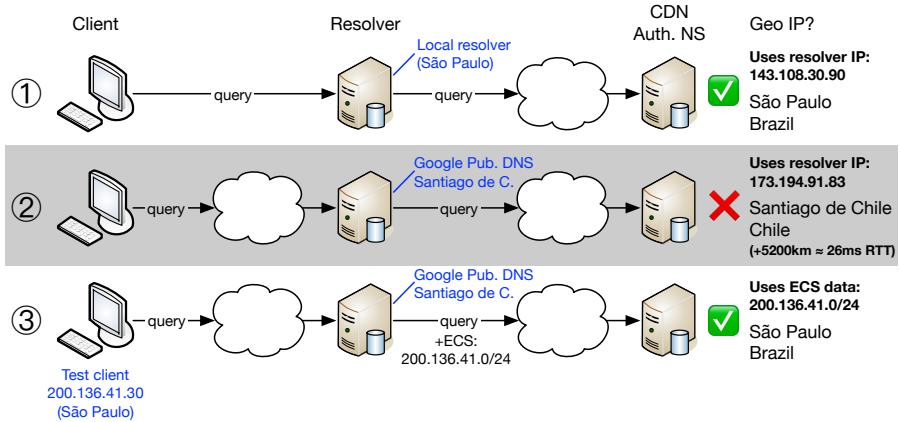 Client
Resolver
CDN
Auth. NS
Geo IP?
①
query
Local resolver
(São Paulo)
query
Uses resolver IP:
143.108.30.90
São Paulo
Brazil
②
query
Google Pub. DNS
Santiago de C.
query
Uses resolver IP:
173.194.91.83
Santiago de Chile
Chile
(+5200km ≈ 26ms RTT)
③
query
Google Pub. DNS
Santiago de C.
query
+ECS:
200.136.41.0/24
Uses ECS data:
200.136.41.0/24
São Paulo
Brazil
Test client
200.136.41.30
(São Paulo)